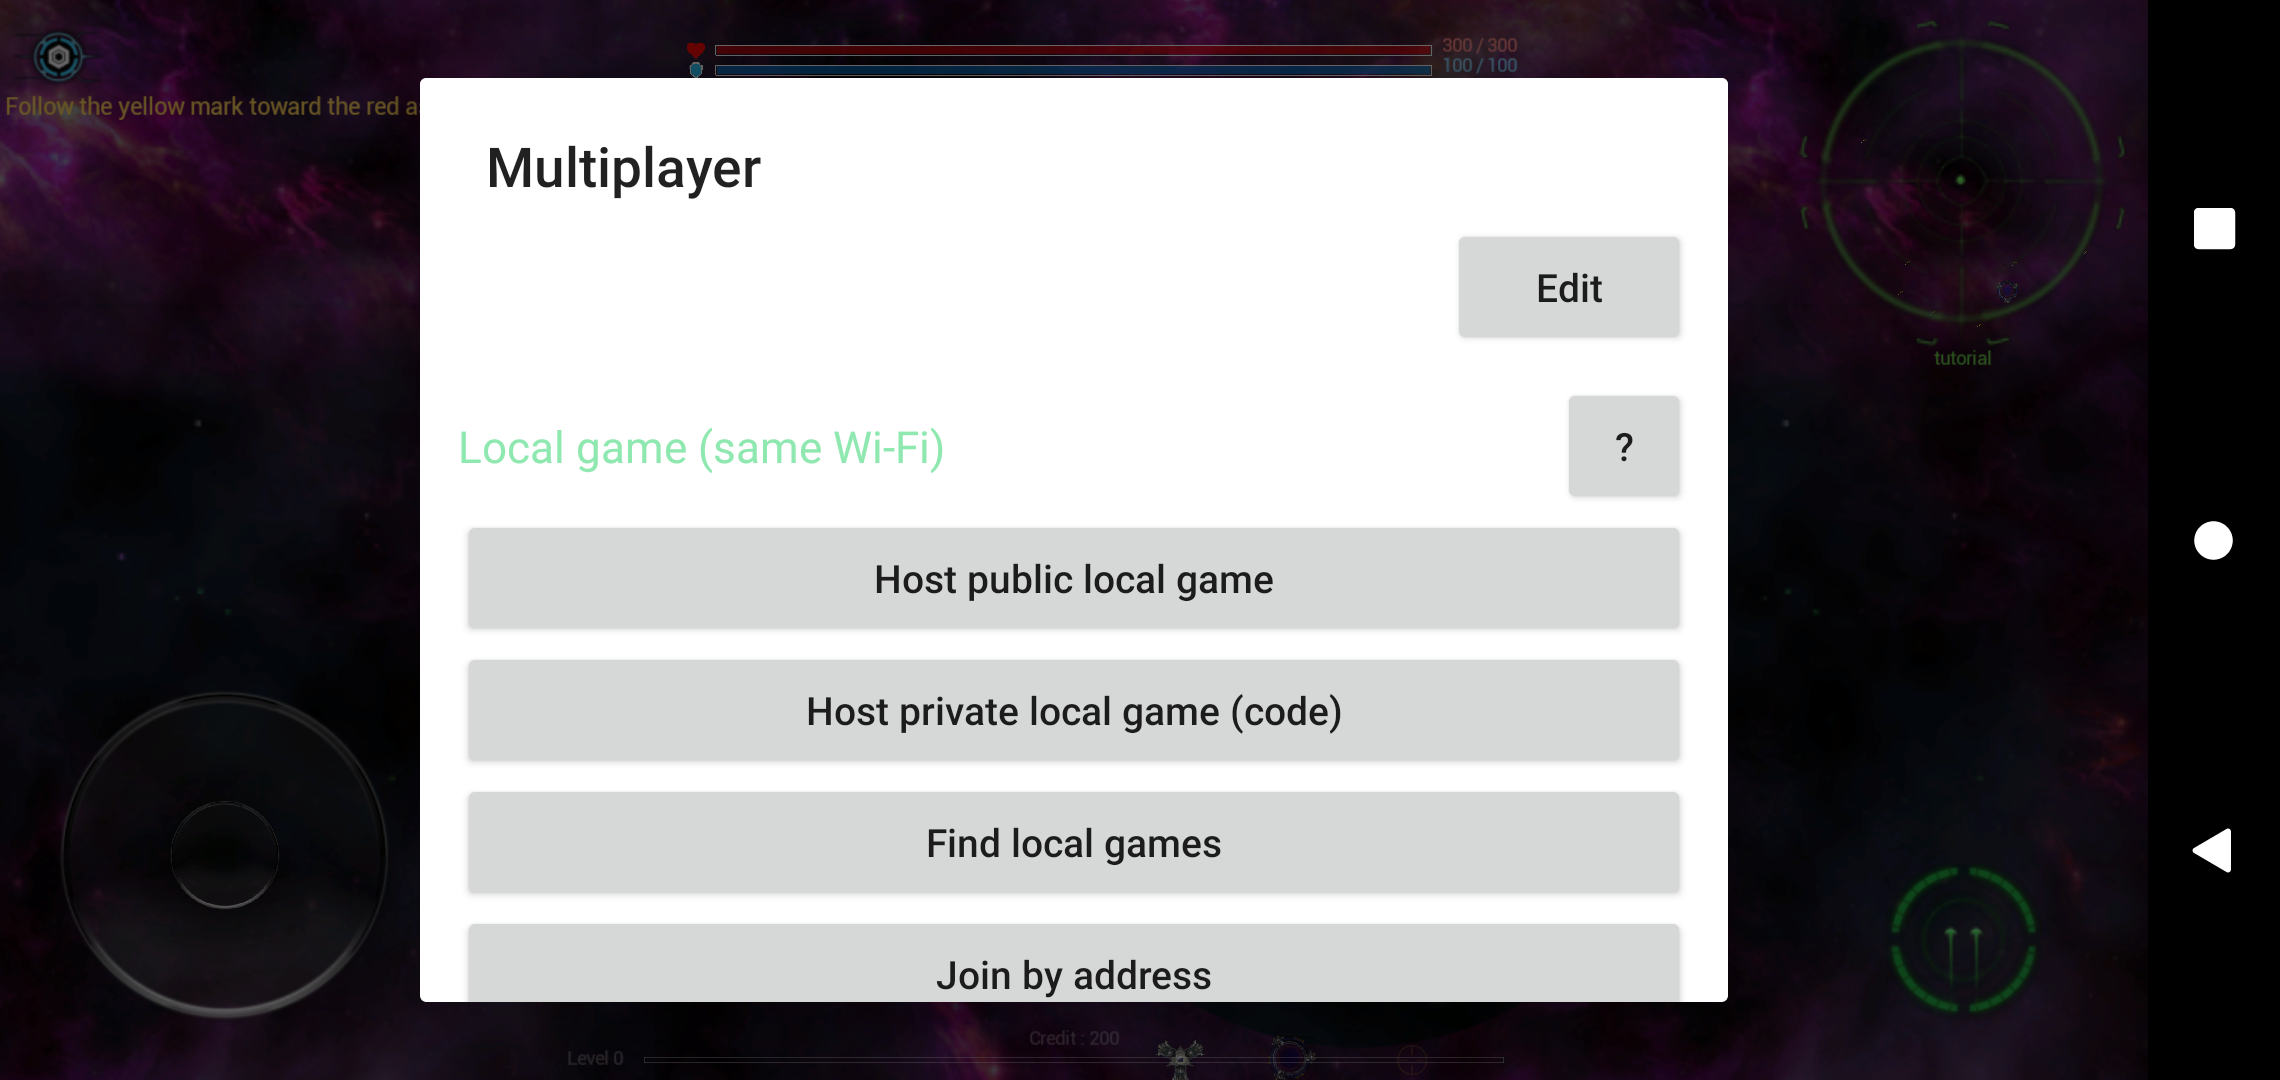 300 / 300
100 / 100
Follow the yellow mark toward the red a
Multiplayer
Edit
tutorial
Local game (same Wi-Fi)
?
Host public local game
Host private local game (code)
Find local games
Join by address
Credit : 200
Level 0